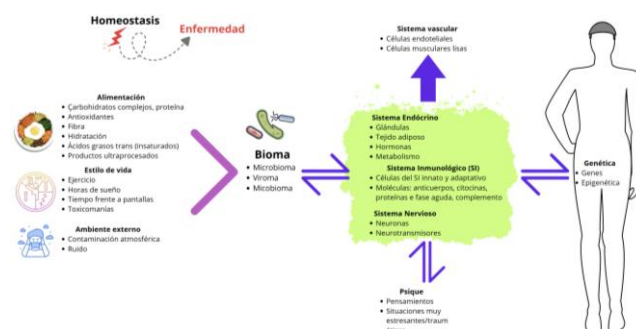 Homeostasis
Enfermedad
Alimentación
Carbohidratos complejos, proteína
Antioxidantes
Fibra
Hidratación
Ácidos grasos trans (insaturados)
Productos ultraprocesados
Estilo de vida
Ejercicio
Horas de sueño
Tiempo frente a pantallas
Toxicomanías
Ambiente externo
Contaminación atmosférica
Ruido
Bioma
Microbioma
Viroma
Micobioma
Sistema vascular
Células endoteliales
Células musculares lisas
Sistema Endócrino
Glándulas
Tejido adiposo
Hormonas
Metabolismo
Sistema Inmunológico (SI)
Células del SI innato y adaptativo
Moléculas: anticuerpos, citocinas,
proteínas e fase aguda, complemento
Sistema Nervioso
Neuronas
Neurotransmisores
Psique
Pensamientos
Situaciones muy
estresantes/traum
Genética
Genes
Epigenética